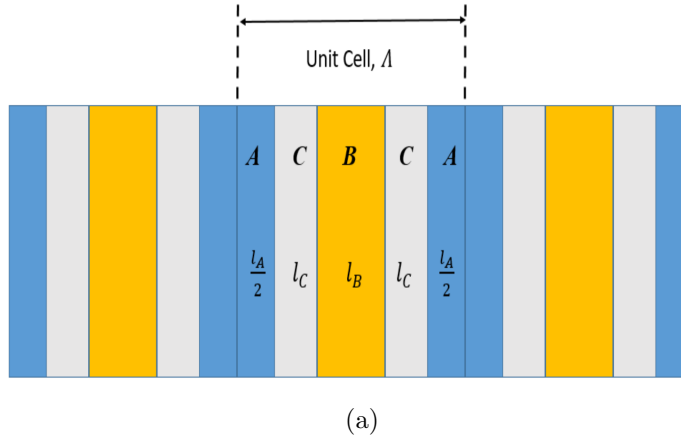 Unit Cell, Λ
A C B C A
l_A/2 l_C l_B l_C l_A/2
(a)